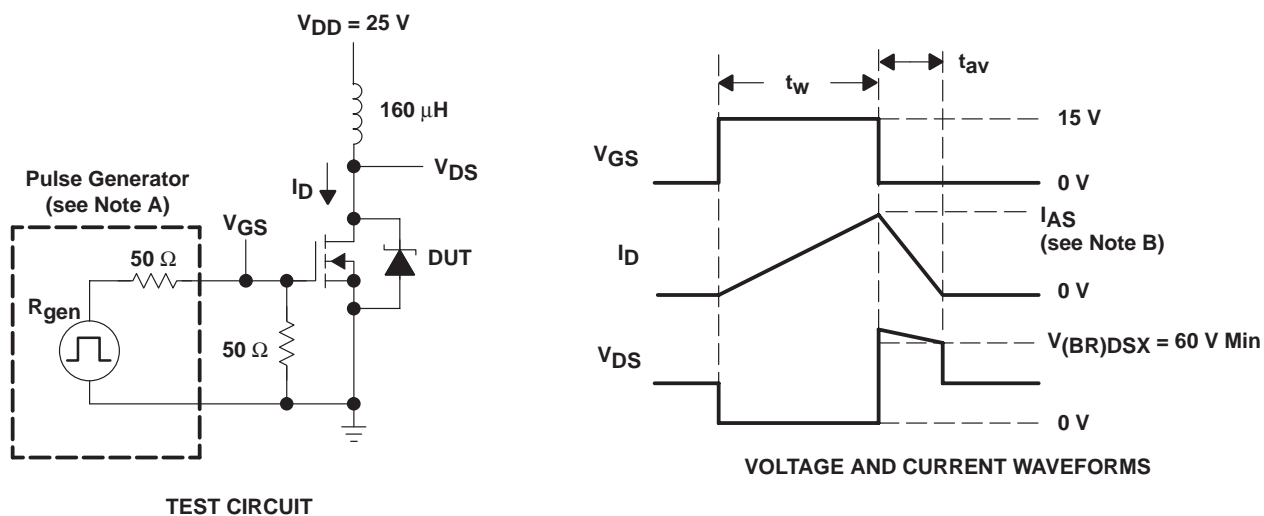 VDD = 25 V
160 μH
VDS
ID
Pulse Generator
(see Note A)
VGS
50 Ω
DUT
Rgen
50 Ω
TEST CIRCUIT
tw
tav
15 V
VGS
0 V
IAS
(see Note B)
ID
0 V
V(BR)DSX = 60 V Min
VDS
0 V
VOLTAGE AND CURRENT WAVEFORMS